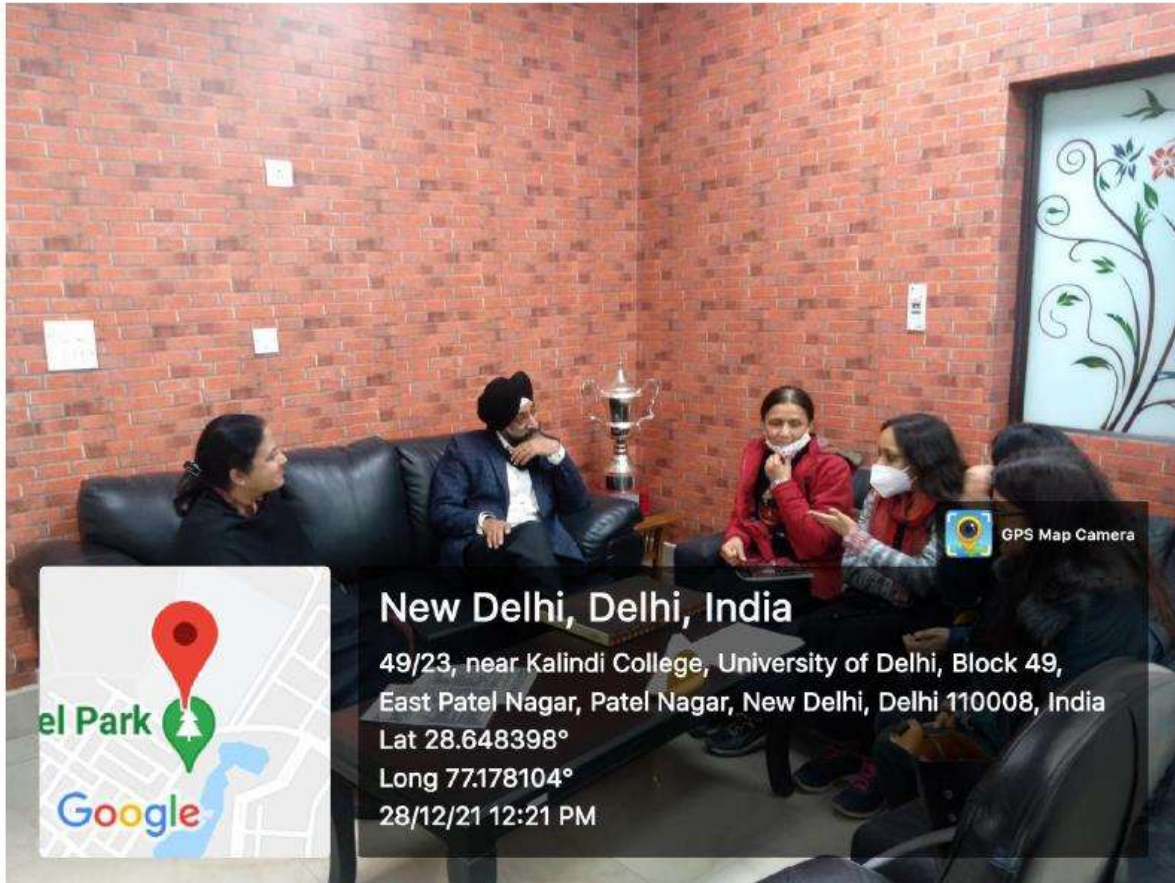 GPS Map Camera
New Delhi, Delhi, India
49/23, near Kalindi College, University of Delhi, Block 49,
East Patel Nagar, Patel Nagar, New Delhi, Delhi 110008, India
Lat 28.648398°
Long 77.178104°
28/12/21 12:21 PM
el Park
Google